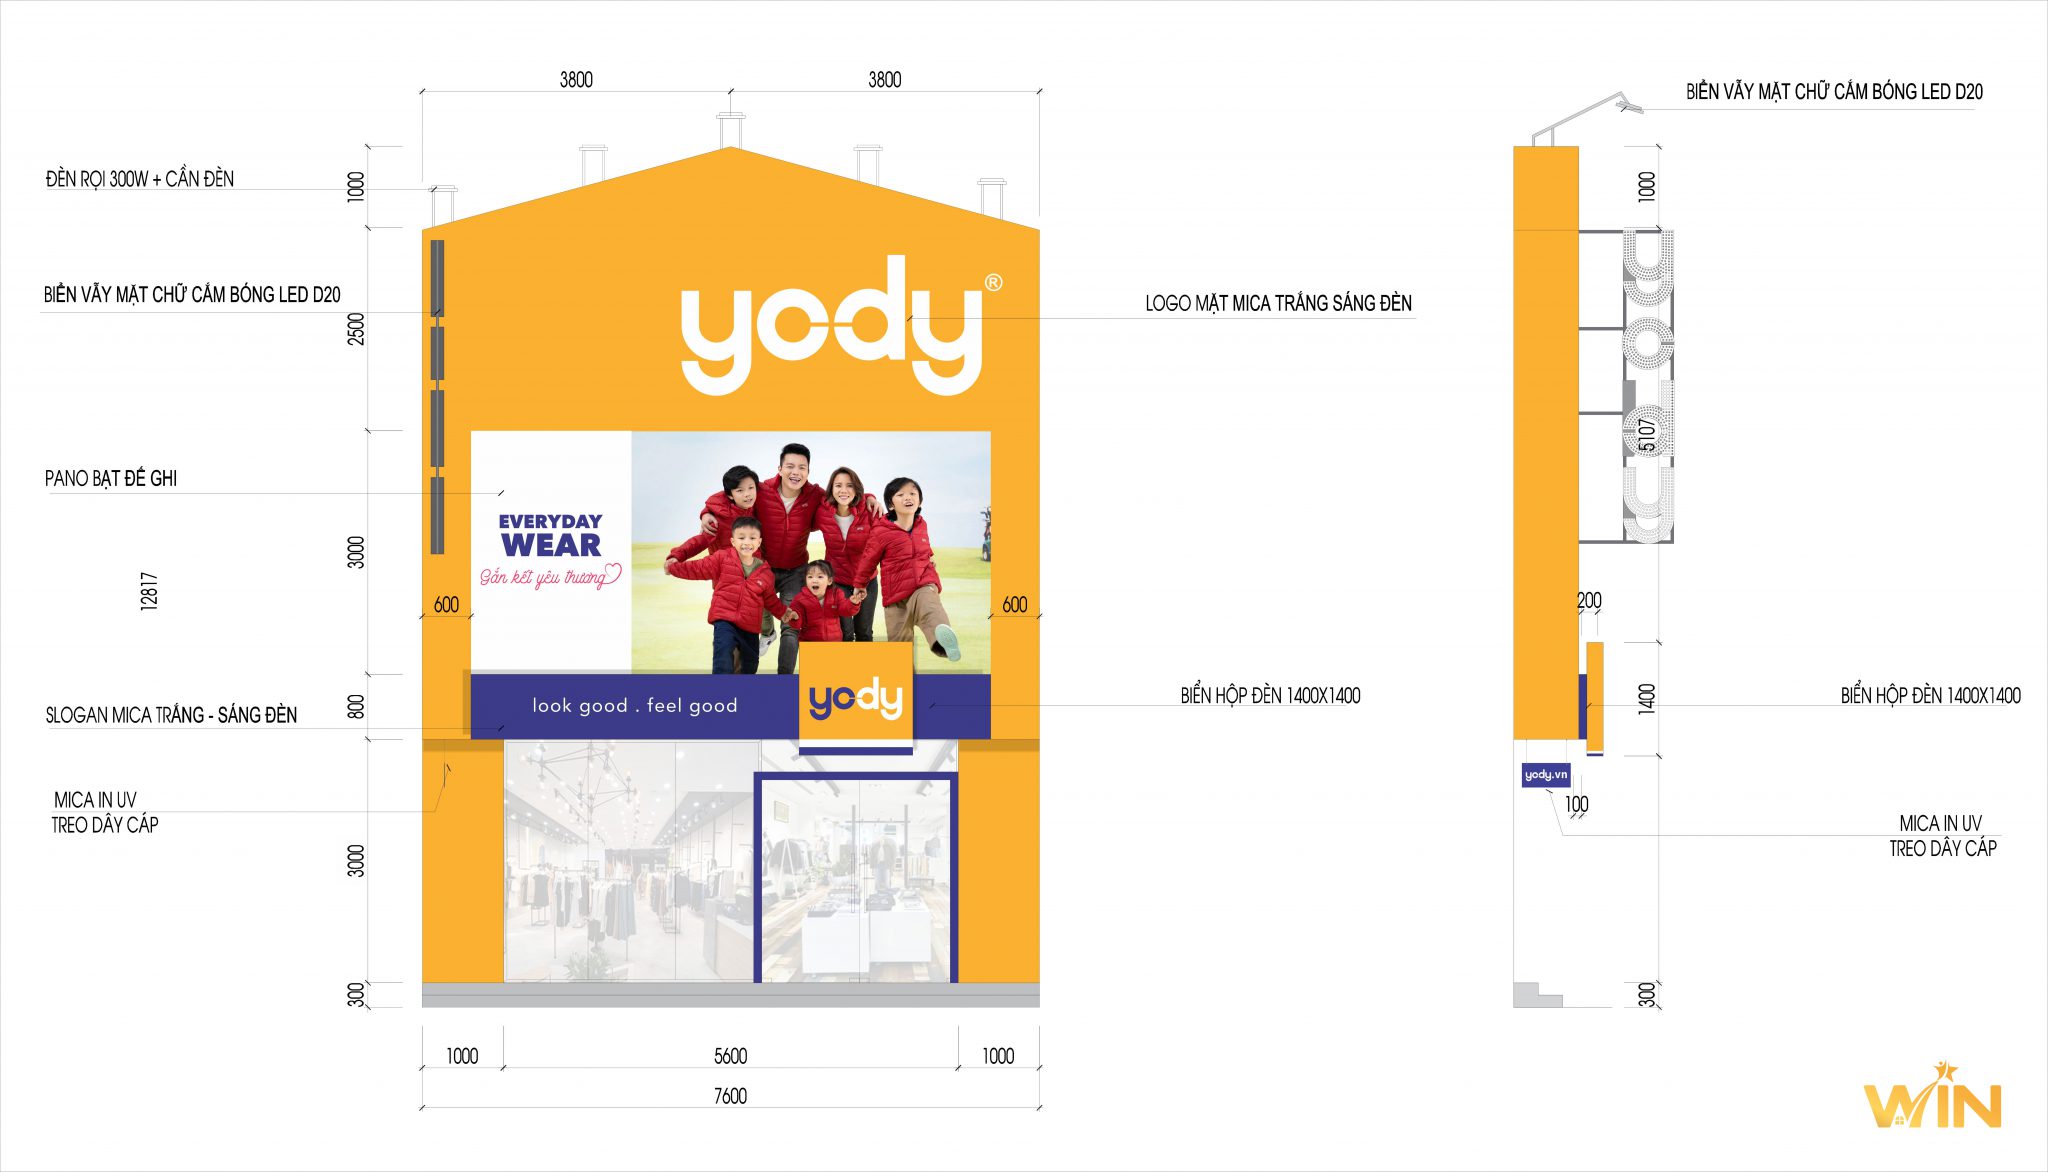 3800
3800
BIỂN VẪY MẶT CHỮ CẮM BÓNG LED D20
ĐÈN RỌI 300W + CẦN ĐÈN
1000
1000
BIỂN VẪY MẶT CHỮ CẮM BÓNG LED D20
2500
yody®
LOGO MẶT MICA TRẮNG SÁNG ĐÈN
5107
PANO BẠT ĐẾ GHI
EVERYDAY
WEAR
Gắn kết yêu thương
3000
12817
600
600
200
SLOGAN MICA TRẮNG - SÁNG ĐÈN
800
look good . feel good
yody
BIỂN HỘP ĐÈN 1400X1400
1400
BIỂN HỘP ĐÈN 1400X1400
yody.vn
100
MICA IN UV
TREO DÂY CÁP
MICA IN UV
TREO DÂY CÁP
3000
300
300
1000
5600
1000
7600
WIN